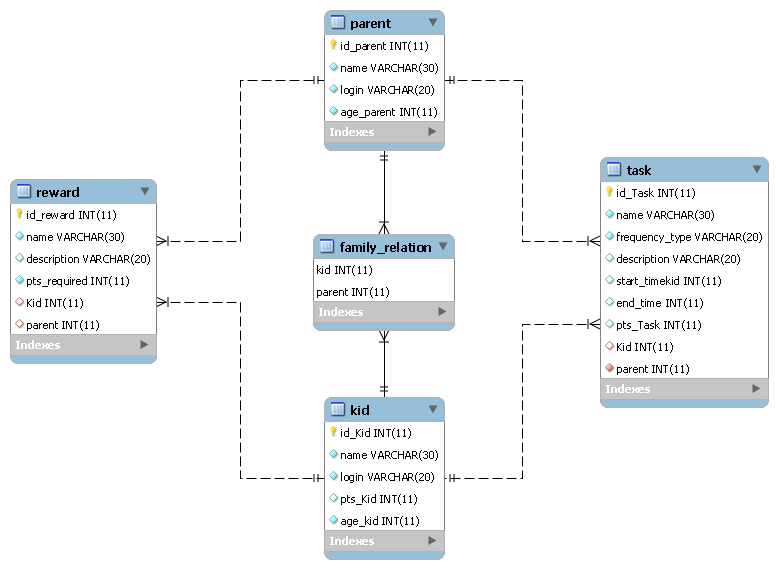 parent
id_parent INT(11)
name VARCHAR(30)
login VARCHAR(20)
age_parent INT(11)
Indexes
reward
id_reward INT(11)
name VARCHAR(30)
description VARCHAR(20)
pts_required INT(11)
Kid INT(11)
parent INT(11)
Indexes
family_relation
kid INT(11)
parent INT(11)
Indexes
task
id_Task INT(11)
name VARCHAR(30)
frequency_type VARCHAR(20)
description VARCHAR(20)
start_timekid INT(11)
end_time INT(11)
pts_Task INT(11)
Kid INT(11)
parent INT(11)
Indexes
kid
id_Kid INT(11)
name VARCHAR(30)
login VARCHAR(20)
pts_Kid INT(11)
age_kid INT(11)
Indexes